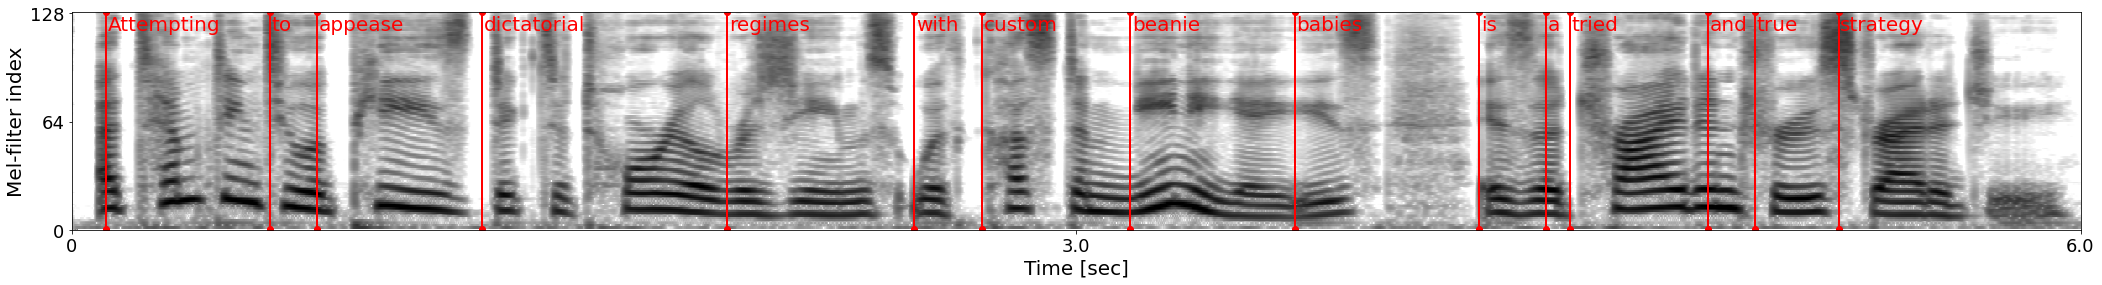 128 Attempting to appease dictatorial regimes with custom beanie babies is a tried and true strategy
Mel-filter index
64
0
0 3.0 6.0
Time [sec]